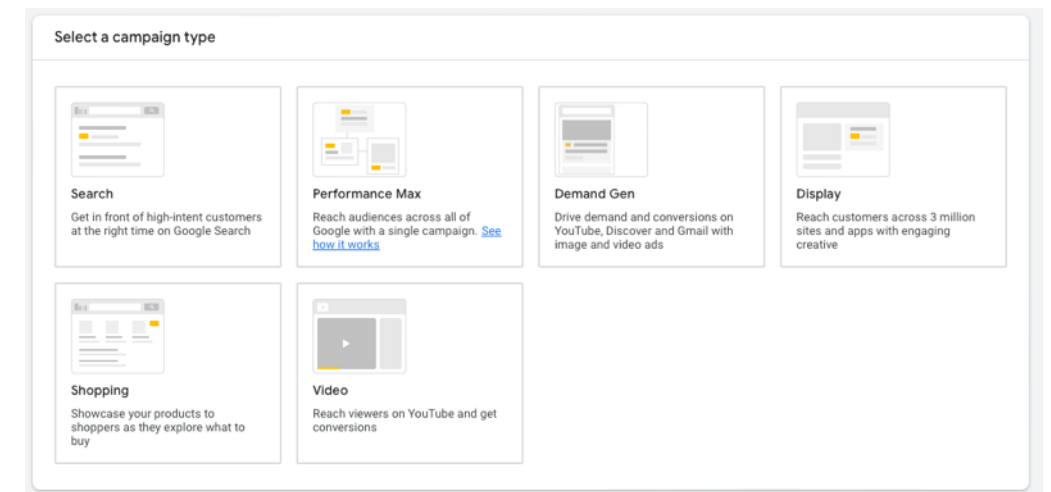 Select a campaign type
Search
Get in front of high-intent customers
at the right time on Google Search
Performance Max
Reach audiences across all of
Google with a single campaign. See
how it works
Demand Gen
Drive demand and conversions on
YouTube, Discover and Gmail with
image and video ads
Display
Reach customers across 3 million
sites and apps with engaging
creative
Shopping
Showcase your products to
shoppers as they explore what to
buy
Video
Reach viewers on YouTube and get
conversions